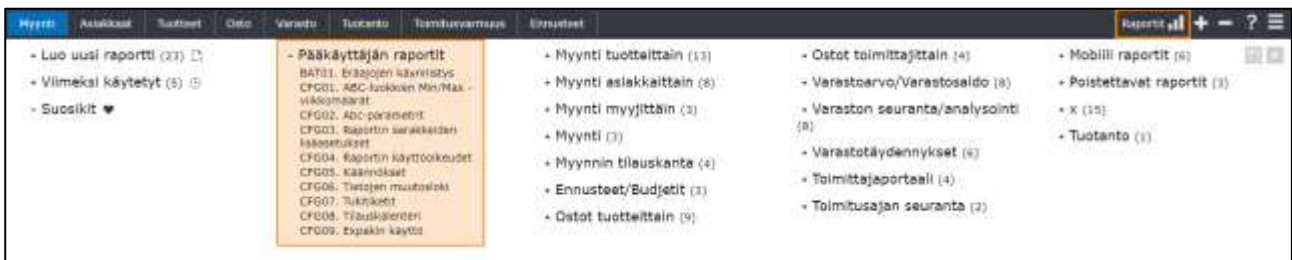 Myynti Asiakkaat Tuotteet Osto Varasto Tuotanto Toimitusvarmuus Ennusteet Raportit + − ?
+ Luo uusi raportti (23)
+ Viimeksi käytetyt (5)
- Suosikit
- Pääkäyttäjän raportit
BAT01. Eräajojen käynnistys
CFG01. ABC-luokkien Min/Max -
viikkomäärät
CFG02. Abc-parametrit
CFG03. Raportin sarakkeiden
lisäasetukset
CFG04. Raportin käyttöoikeudet
CFG05. Käännökset
CFG06. Tietojen muutosloki
CFG07. Tukitiketit
CFG08. Tilauskalenteri
CFG09. Expakin käyttö
+ Myynti tuotteittain (13)
+ Myynti asiakkaittain (8)
+ Myynti myyjittäin (3)
+ Myynti (3)
+ Myynnin tilauskanta (4)
+ Ennusteet/Budjetit (3)
+ Ostot tuotteittain (9)
+ Ostot toimittajittain (4)
+ Varastoarvo/Varastosaldo (8)
+ Varaston seuranta/analysointi
(8)
+ Varastotäydennykset (6)
+ Toimittajaportaali (4)
+ Toimitusajan seuranta (2)
+ Mobiili raportit (6)
+ Poistettavat raportit (3)
+ x (15)
+ Tuotanto (1)